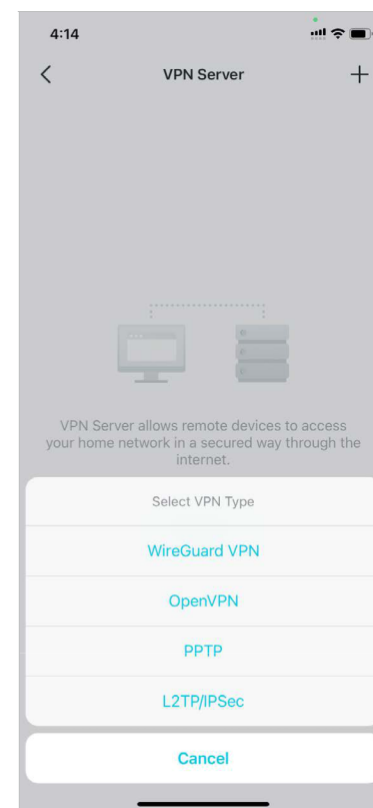 4:14
VPN Server
VPN Server allows remote devices to access
your home network in a secured way through the
internet.
Select VPN Type
WireGuard VPN
OpenVPN
PPTP
L2TP/IPSec
Cancel